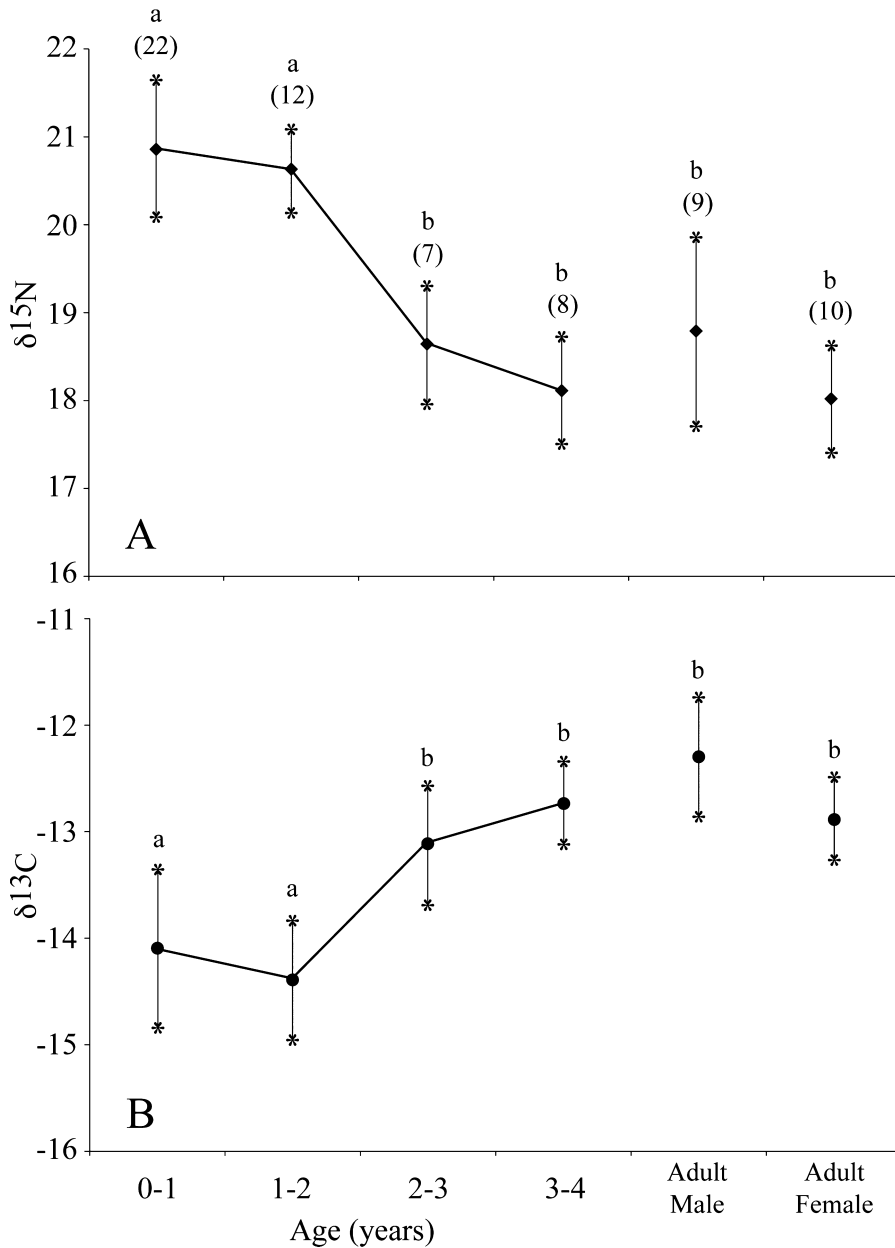 a
(22)
a
(12)
b
(7)
b
(8)
b
(9)
b
(10)
22
21
20
19
18
17
16
δ15N
A
-11
-12
-13
-14
-15
-16
δ13C
a
a
b
b
b
b
B
0-1
1-2
2-3
3-4
Adult
Male
Adult
Female
Age (years)